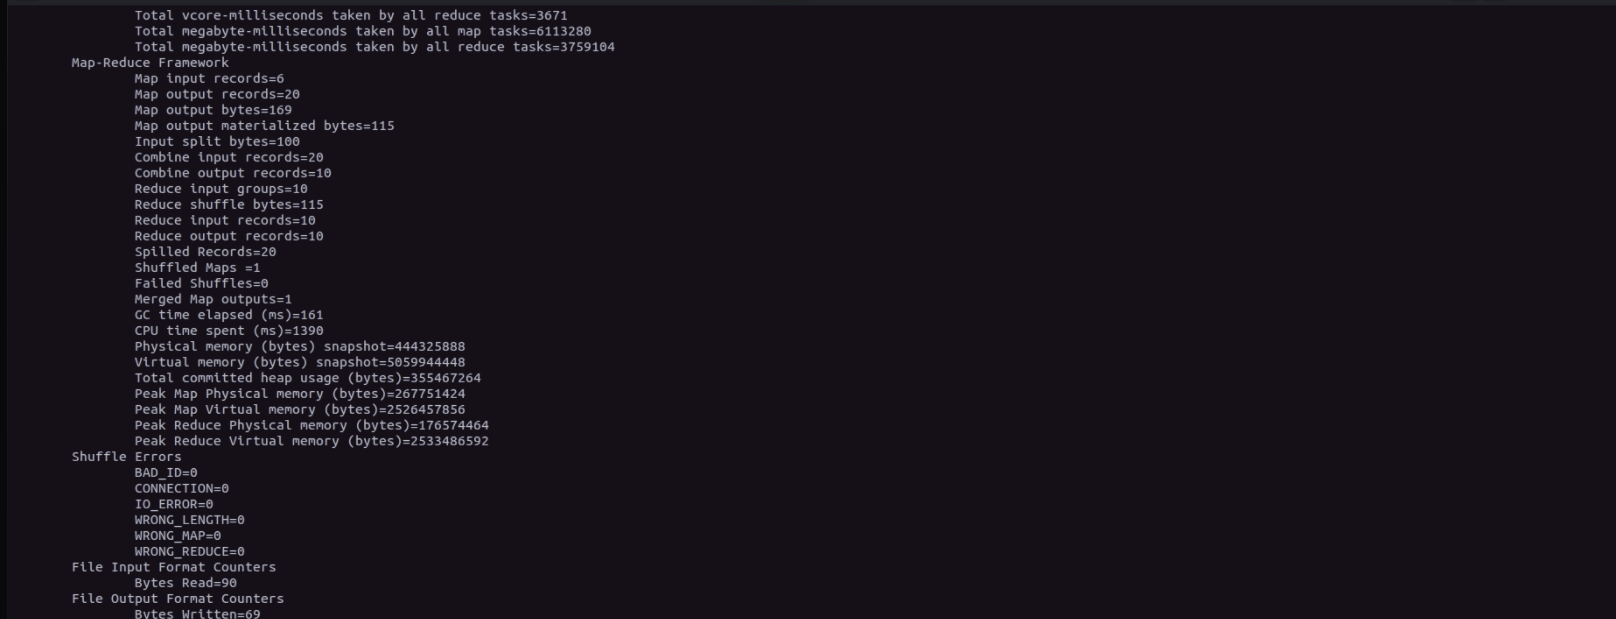 Total vcore-milliseconds taken by all reduce tasks=3671
Total megabyte-milliseconds taken by all map tasks=6113280
Total megabyte-milliseconds taken by all reduce tasks=3759104
Map-Reduce Framework
Map input records=6
Map output records=20
Map output bytes=169
Map output materialized bytes=115
Input split bytes=100
Combine input records=20
Combine output records=10
Reduce input groups=10
Reduce shuffle bytes=115
Reduce input records=10
Reduce output records=10
Spilled Records=20
Shuffled Maps =1
Failed Shuffles=0
Merged Map outputs=1
GC time elapsed (ms)=161
CPU time spent (ms)=1390
Physical memory (bytes) snapshot=444325888
Virtual memory (bytes) snapshot=5059944448
Total committed heap usage (bytes)=355467264
Peak Map Physical memory (bytes)=267751424
Peak Map Virtual memory (bytes)=2526457856
Peak Reduce Physical memory (bytes)=176574464
Peak Reduce Virtual memory (bytes)=2533486592
Shuffle Errors
BAD_ID=0
CONNECTION=0
IO_ERROR=0
WRONG_LENGTH=0
WRONG_MAP=0
WRONG_REDUCE=0
File Input Format Counters
Bytes Read=90
File Output Format Counters
Bytes Written=69